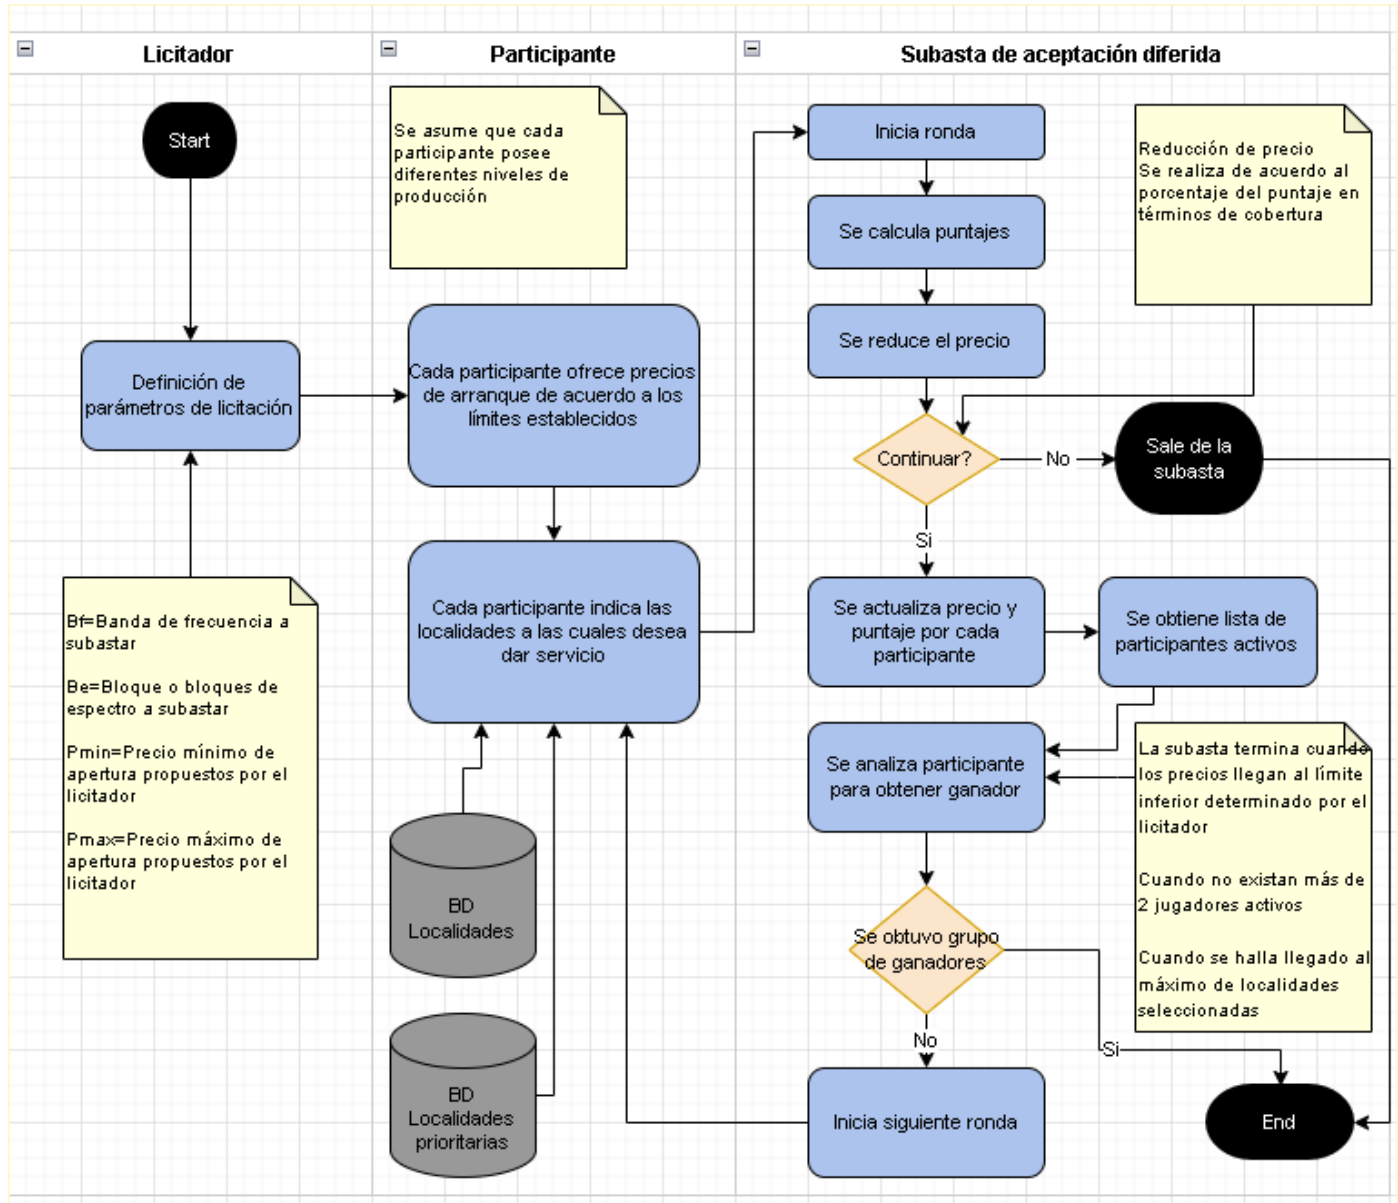 Licitador
Participante
Subasta de aceptación diferida
Start
Definición de
parámetros de licitación
Bf=Banda de frecuencia a
subastar
Be=Bloque o bloques de
espectro a subastar
Pmin=Precio mínimo de
apertura propuestos por el
licitador
Pmax=Precio máximo de
apertura propuestos por el
licitador
Se asume que cada
participante posee
diferentes niveles de
producción
Cada participante ofrece precios
de arranque de acuerdo a los
límites establecidos
Cada participante indica las
localidades a las cuales desea
dar servicio
BD
Localidades
BD
Localidades
prioritarias
Inicia ronda
Se calcula puntajes
Se reduce el precio
Reducción de precio
Se realiza de acuerdo al
porcentaje del puntaje en
términos de cobertura
Continuar?
No
Sale de la
subasta
Si
Se actualiza precio y
puntaje por cada
participante
Se obtiene lista de
participantes activos
Se analiza participante
para obtener ganador
La subasta termina cuando
los precios llegan al límite
inferior determinado por el
licitador
Cuando no existan más de
2 jugadores activos
Cuando se halla llegado al
máximo de localidades
seleccionadas
Se obtuvo grupo
de ganadores
No
Si
Inicia siguiente ronda
End